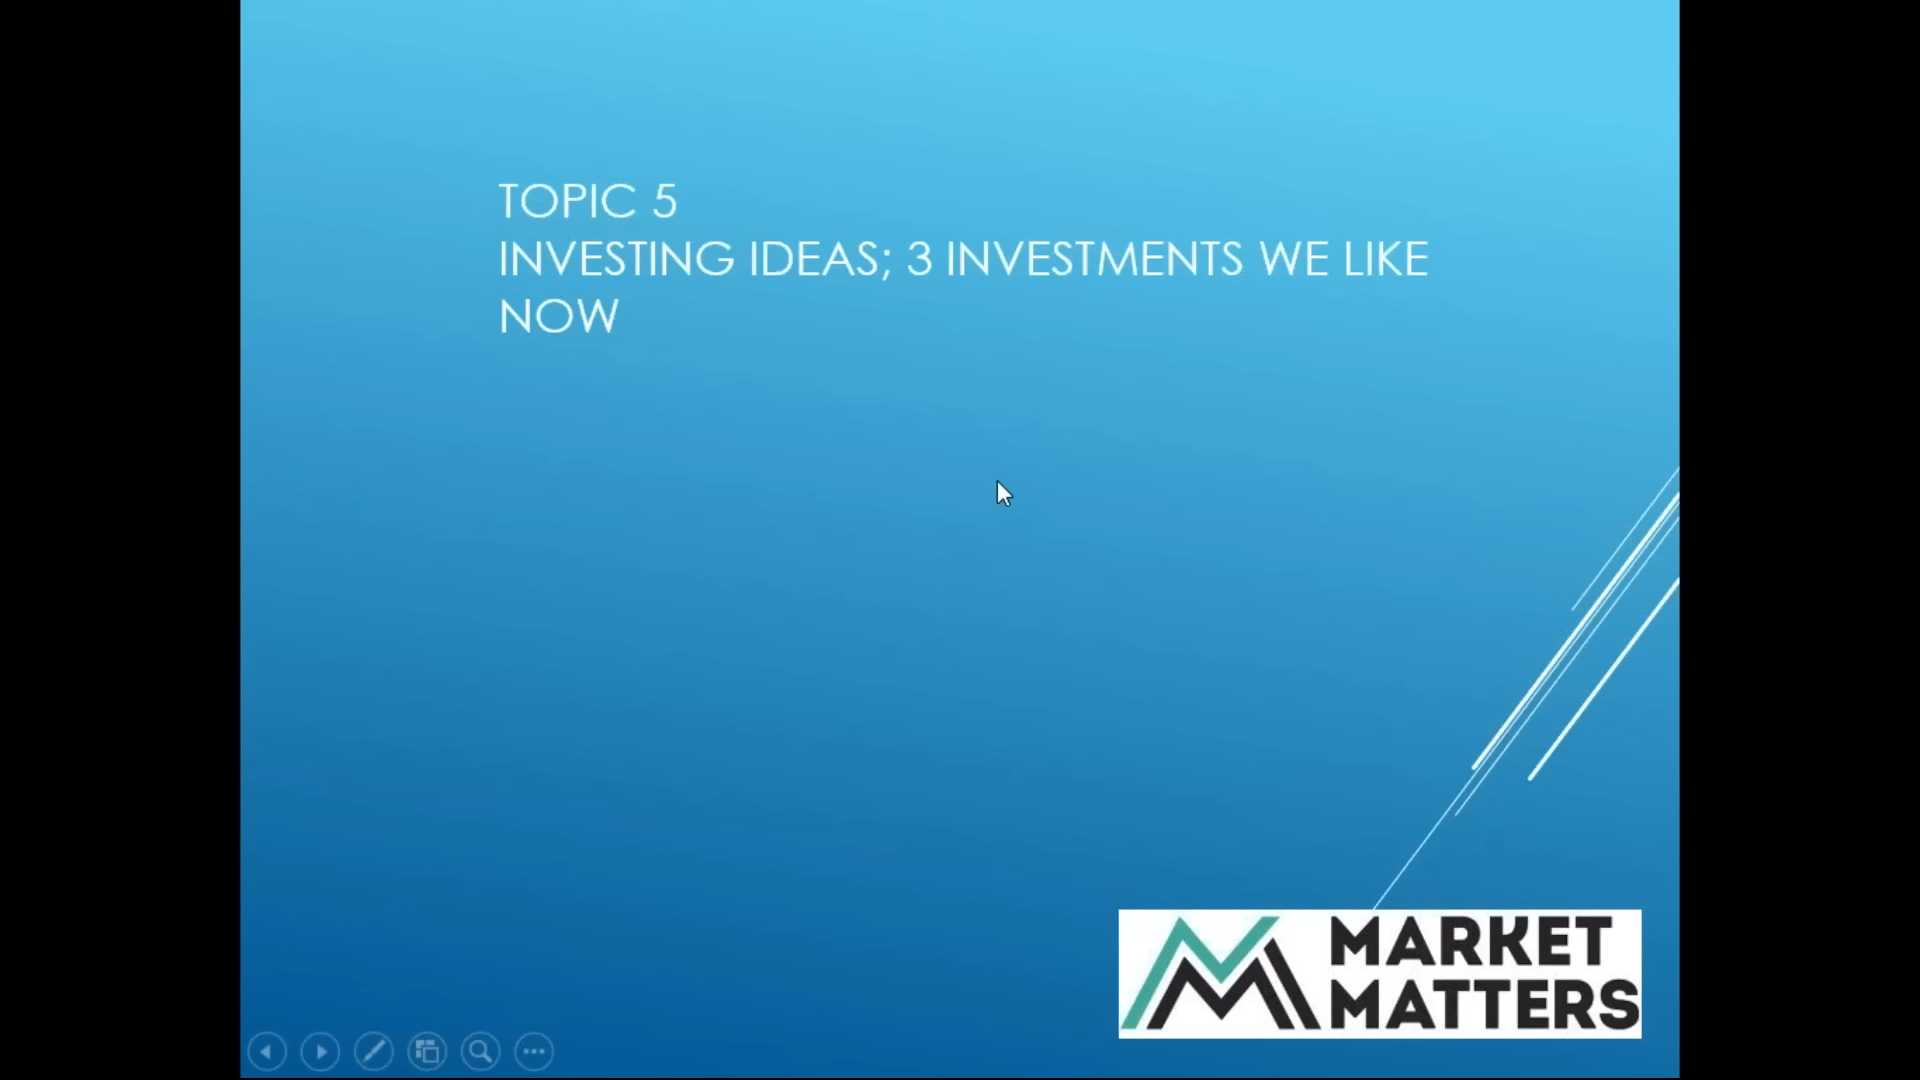 TOPIC 5
INVESTING IDEAS; 3 INVESTMENTS WE LIKE
NOW
MARKET
MATTERS